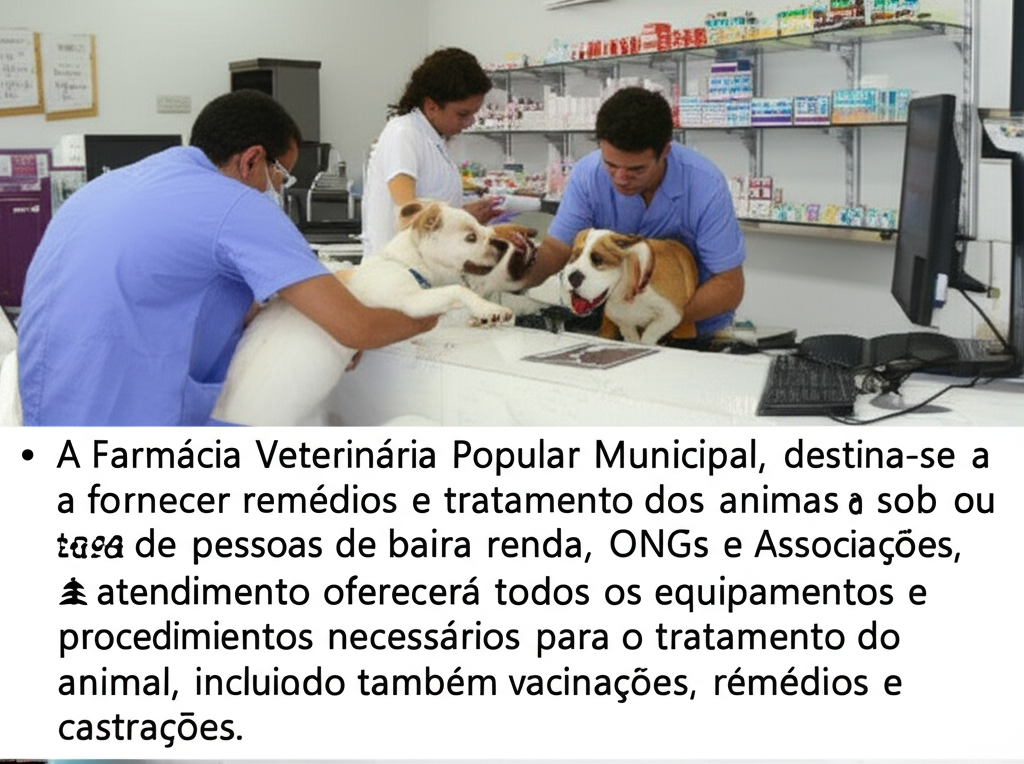 • A Farmácia Veterinária Popular Municipal, destina-se a
a fornecer remédios e tratamento dos animas a sob ou
de pessoas de baira renda, ONGs e Associações,
atendimento oferecerá todos os equipamentos e
procedimientos necessários para o tratamento do
animal, incluiodo também vacinações, rémédios e
castraçōes.